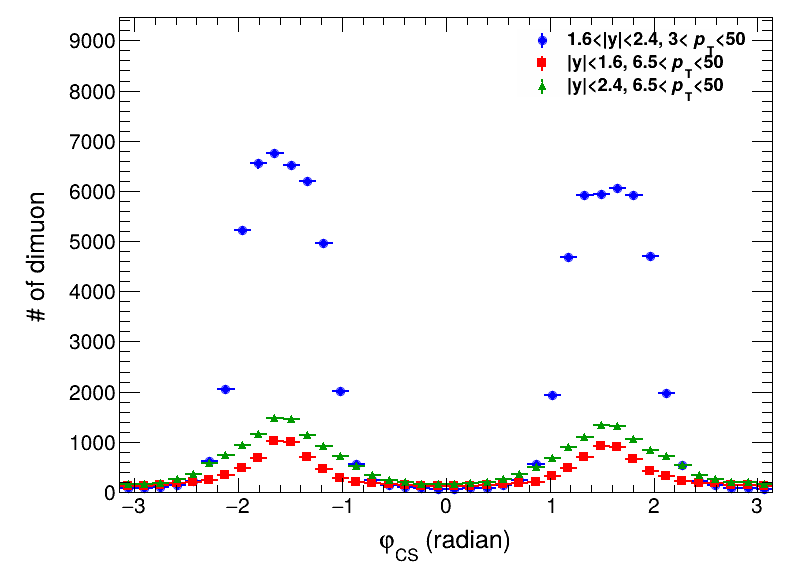 9000
8000
7000
6000
5000
4000
3000
2000
1000
0
# of dimuon
1.6<|y|<2.4, 3< p_T<50
|y|<1.6, 6.5< p_T<50
|y|<2.4, 6.5< p_T<50
−3 −2 −1 0 1 2 3
φ_CS (radian)